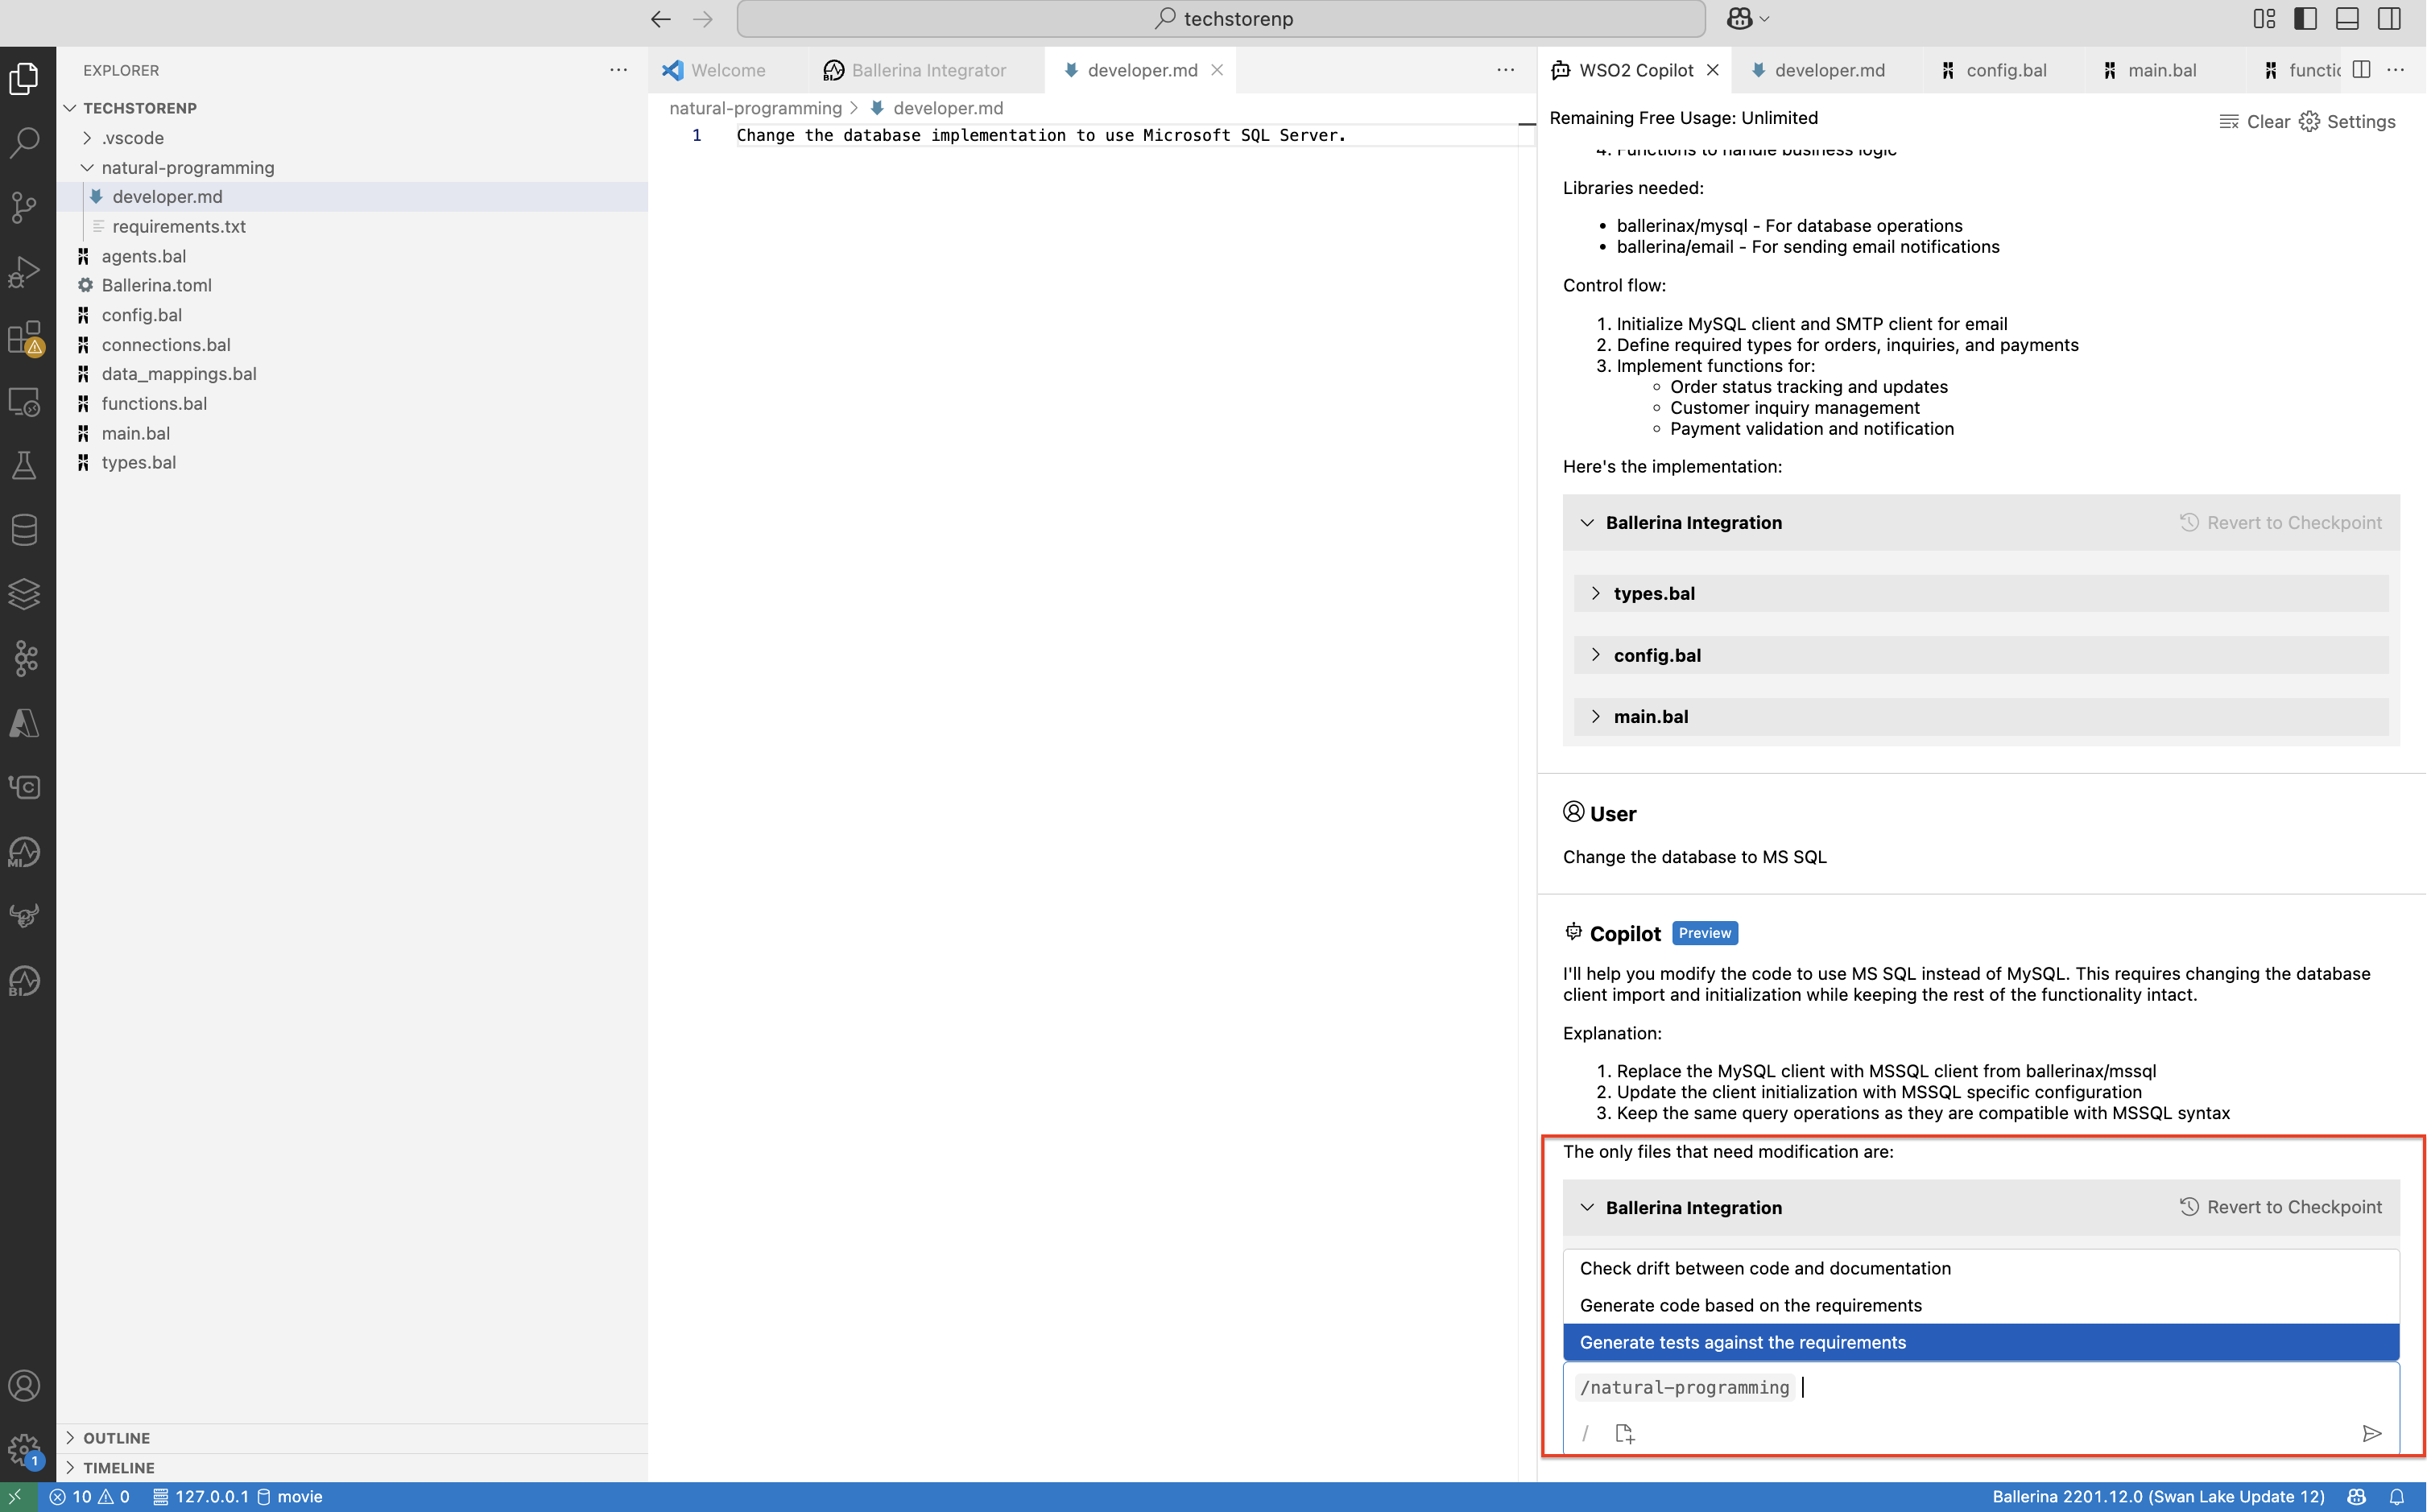 techstorenp
EXPLORER
TECHSTORENP
.vscode
natural-programming
developer.md
requirements.txt
agents.bal
Ballerina.toml
config.bal
connections.bal
data_mappings.bal
functions.bal
main.bal
types.bal
OUTLINE
TIMELINE
Welcome
Ballerina Integrator
developer.md
natural-programming > developer.md
1 Change the database implementation to use Microsoft SQL Server.
WSO2 Copilot
developer.md
config.bal
main.bal
functic
Remaining Free Usage: Unlimited
Clear
Settings
4. Functions to handle business logic
Libraries needed:
• ballerinax/mysql - For database operations
• ballerina/email - For sending email notifications
Control flow:
1. Initialize MySQL client and SMTP client for email
2. Define required types for orders, inquiries, and payments
3. Implement functions for:
◦ Order status tracking and updates
◦ Customer inquiry management
◦ Payment validation and notification
Here's the implementation:
Ballerina Integration
Revert to Checkpoint
types.bal
config.bal
main.bal
User
Change the database to MS SQL
Copilot Preview
I'll help you modify the code to use MS SQL instead of MySQL. This requires changing the database
client import and initialization while keeping the rest of the functionality intact.
Explanation:
1. Replace the MySQL client with MSSQL client from ballerinax/mssql
2. Update the client initialization with MSSQL specific configuration
3. Keep the same query operations as they are compatible with MSSQL syntax
The only files that need modification are:
Ballerina Integration
Revert to Checkpoint
Check drift between code and documentation
Generate code based on the requirements
Generate tests against the requirements
/natural-programming
/
MI
BI
1
10 0 127.0.0.1 movie
Ballerina 2201.12.0 (Swan Lake Update 12)